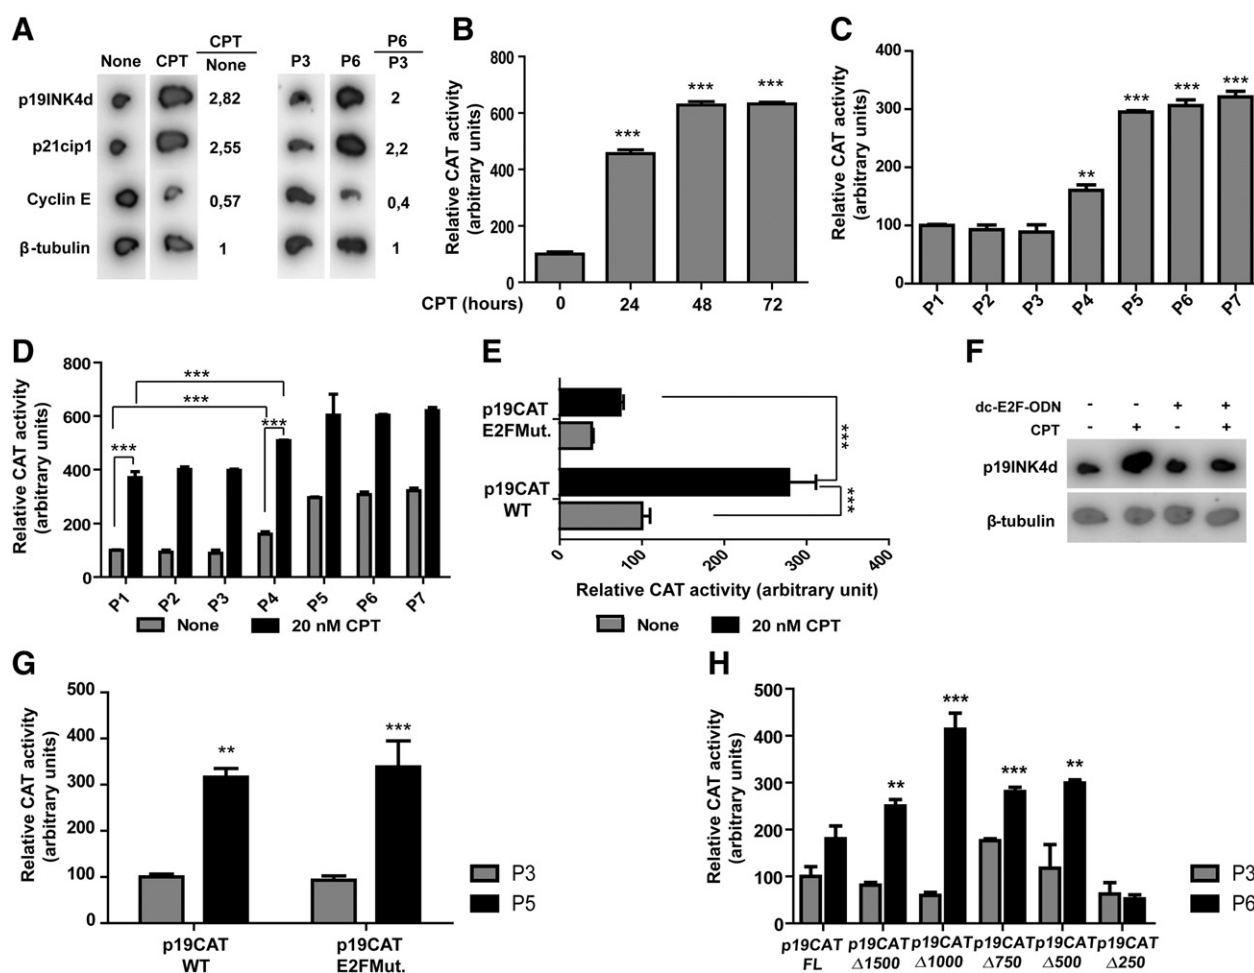 A
CPT
None
P6
P3
None CPT
P3 P6
p19INK4d 2,82 2
p21cip1 2,55 2,2
Cyclin E 0,57 0,4
β-tubulin 1 1
B
Relative CAT activity
(arbitrary units)
800
600
400
200
0
*** *** ***
CPT (hours) 0 24 48 72
C
Relative CAT activity
(arbitrary units)
400
300
200
100
0
** *** *** ***
P1 P2 P3 P4 P5 P6 P7
D
Relative CAT activity
(arbitrary units)
800
600
400
200
0
***
***
*** ***
P1 P2 P3 P4 P5 P6 P7
None 20 nM CPT
E
p19CAT
E2FMut.
p19CAT
WT
***
***
0 100 200 300 400
Relative CAT activity (arbitrary unit)
None 20 nM CPT
F
dc-E2F-ODN - - + +
CPT - + - +
p19INK4d
β-tubulin
G
Relative CAT activity
(arbitrary units)
500
400
300
200
100
0
** ***
p19CAT
WT
p19CAT
E2FMut.
P3
P5
H
Relative CAT activity
(arbitrary units)
500
400
300
200
100
0
** *** *** **
p19CAT
FL
p19CAT
Δ1500
p19CAT
Δ1000
p19CAT
Δ750
p19CAT
Δ500
p19CAT
Δ250
P3
P6